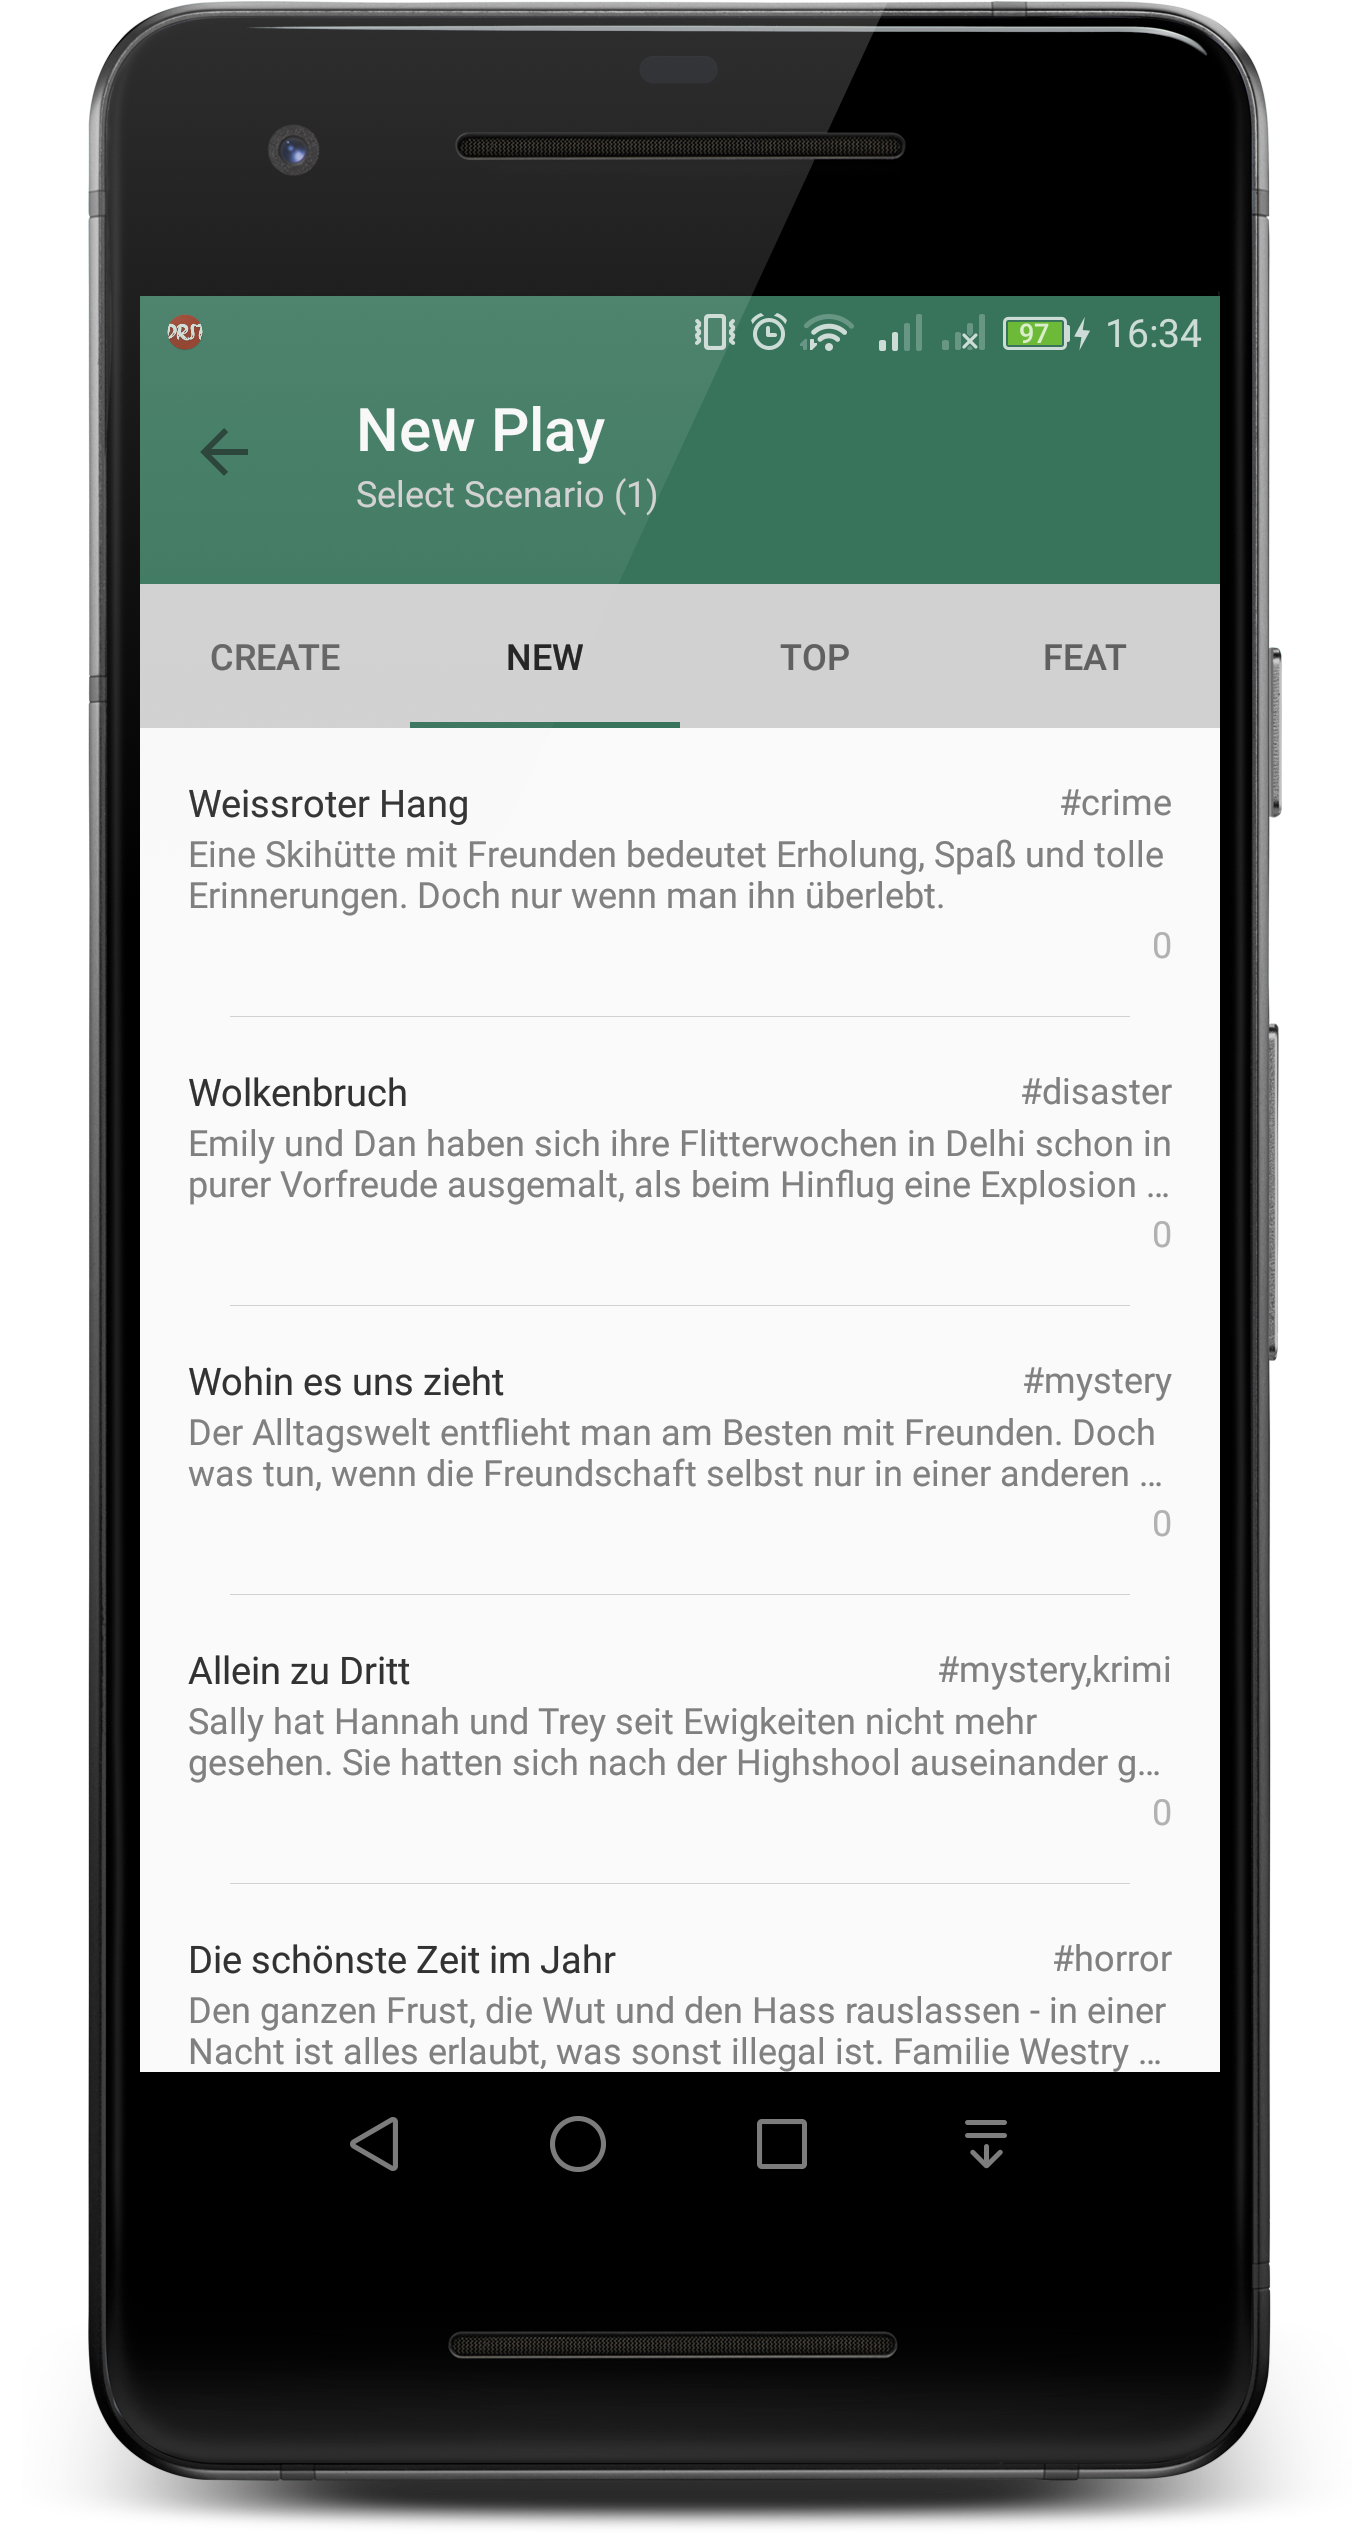 97 16:34
New Play
Select Scenario (1)
CREATE NEW TOP FEAT
Weissroter Hang #crime
Eine Skihütte mit Freunden bedeutet Erholung, Spaß und tolle
Erinnerungen. Doch nur wenn man ihn überlebt.
0
Wolkenbruch #disaster
Emily und Dan haben sich ihre Flitterwochen in Delhi schon in
purer Vorfreude ausgemalt, als beim Hinflug eine Explosion ...
0
Wohin es uns zieht #mystery
Der Alltagswelt entflieht man am Besten mit Freunden. Doch
was tun, wenn die Freundschaft selbst nur in einer anderen ...
0
Allein zu Dritt #mystery,krimi
Sally hat Hannah und Trey seit Ewigkeiten nicht mehr
gesehen. Sie hatten sich nach der Highshool auseinander g...
0
Die schönste Zeit im Jahr #horror
Den ganzen Frust, die Wut und den Hass rauslassen - in einer
Nacht ist alles erlaubt, was sonst illegal ist. Familie Westry ...